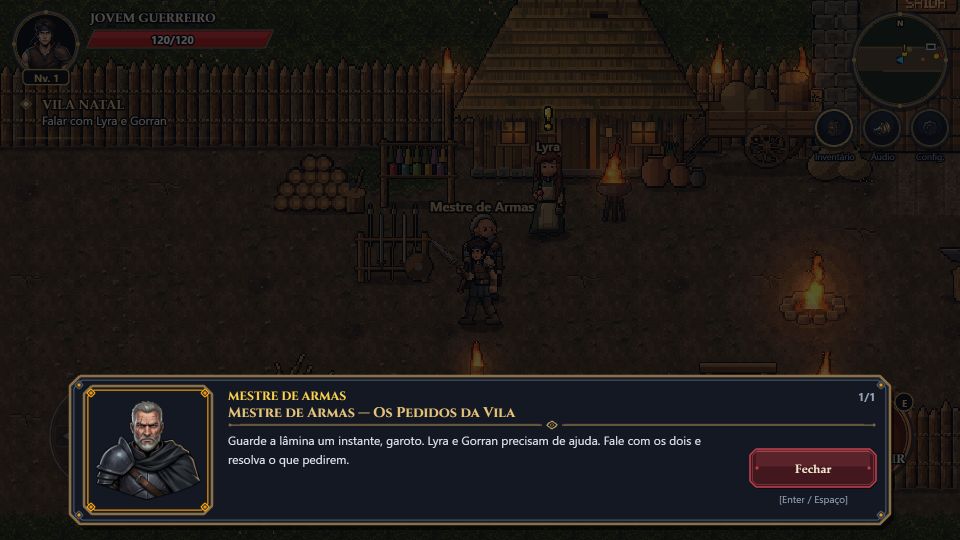 JOVEM GUERREIRO
SAÍDA
120/120
N
Nv. 1
VILA NATAL
Falar com Lyra e Gorran
!
Lyra
Inventário
Áudio
Config.
Mestre de Armas
MESTRE DE ARMAS
1/1
Mestre de Armas — Os Pedidos da Vila
E
Guarde a lâmina um instante, garoto. Lyra e Gorran precisam de ajuda. Fale com os dois e
resolva o que pedirem.
Fechar
[Enter / Espaço]